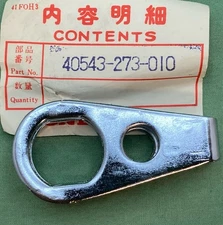 内容明細
CONTENTS
部品
番号
Part No.
40543-273-010
数量
Quantity